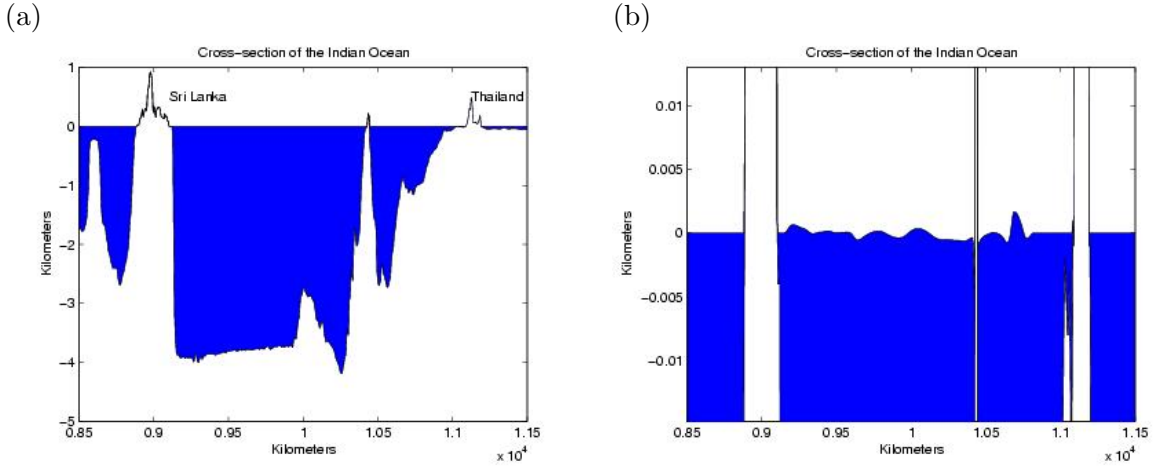 (a)
Cross-section of the Indian Ocean
1
0
-1
-2
-3
-4
-5
Kilometers
Sri Lanka
Thailand
0.85 0.9 0.95 1 1.05 1.1 1.15
Kilometers
x 10^4
(b)
Cross-section of the Indian Ocean
0.01
0.005
0
-0.005
-0.01
Kilometers
0.85 0.9 0.95 1 1.05 1.1 1.15
Kilometers
x 10^4